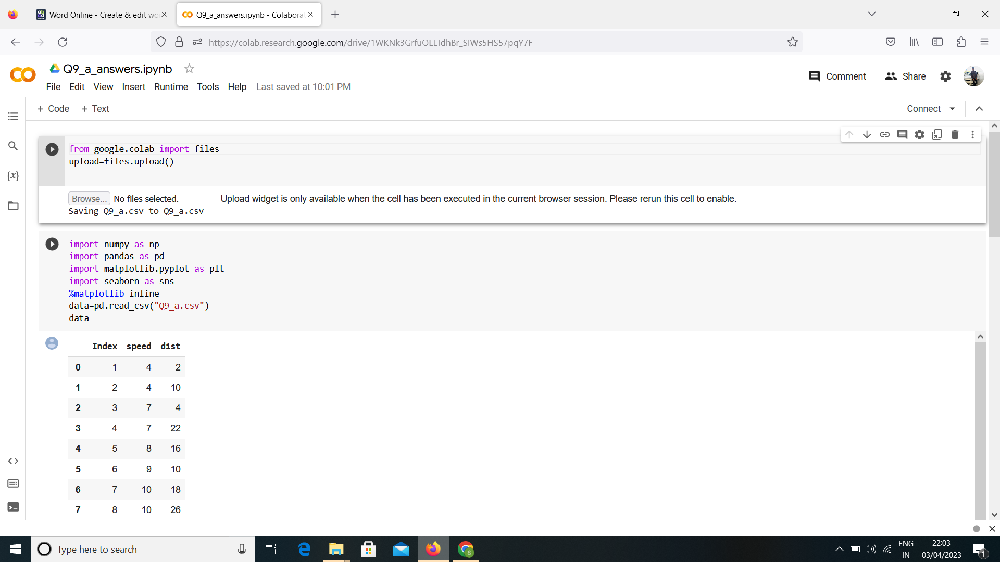 Word Online - Create & edit wo
Q9_a_answers.ipynb - Colaborat
https://colab.research.google.com/drive/1WKNk3GrfuOLLTdhBr_SIWs5HS57pqY7F
Q9_a_answers.ipynb
Comment
Share
File Edit View Insert Runtime Tools Help Last saved at 10:01 PM
+ Code + Text
Connect
from google.colab import files
upload=files.upload()
{x}
Browse... No files selected. Upload widget is only available when the cell has been executed in the current browser session. Please rerun this cell to enable.
Saving Q9_a.csv to Q9_a.csv
import numpy as np
import pandas as pd
import matplotlib.pyplot as plt
import seaborn as sns
%matplotlib inline
data=pd.read_csv("Q9_a.csv")
data
Index speed dist
0 1 4 2
1 2 4 10
2 3 7 4
3 4 7 22
4 5 8 16
5 6 9 10
6 7 10 18
7 8 10 26
Type here to search
ENG
IN
22:03
03/04/2023
1